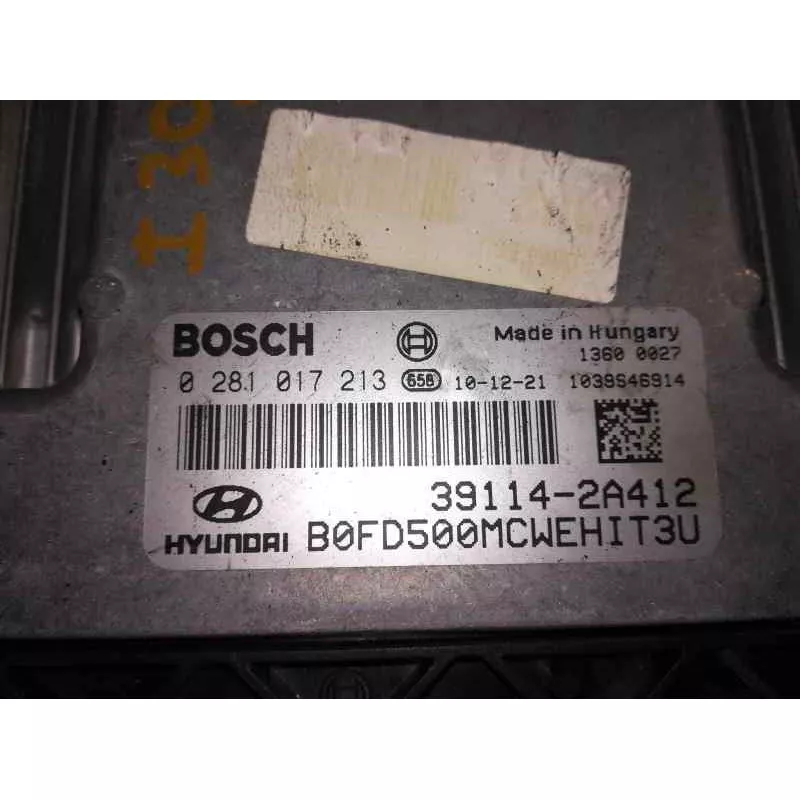 I 30
BOSCH
Made in Hungary
1360 0027
0 281 017 213 658 10-12-21 1039S46914
39114-2A412
HYUNDAI B0FD500MCWEHIT3U